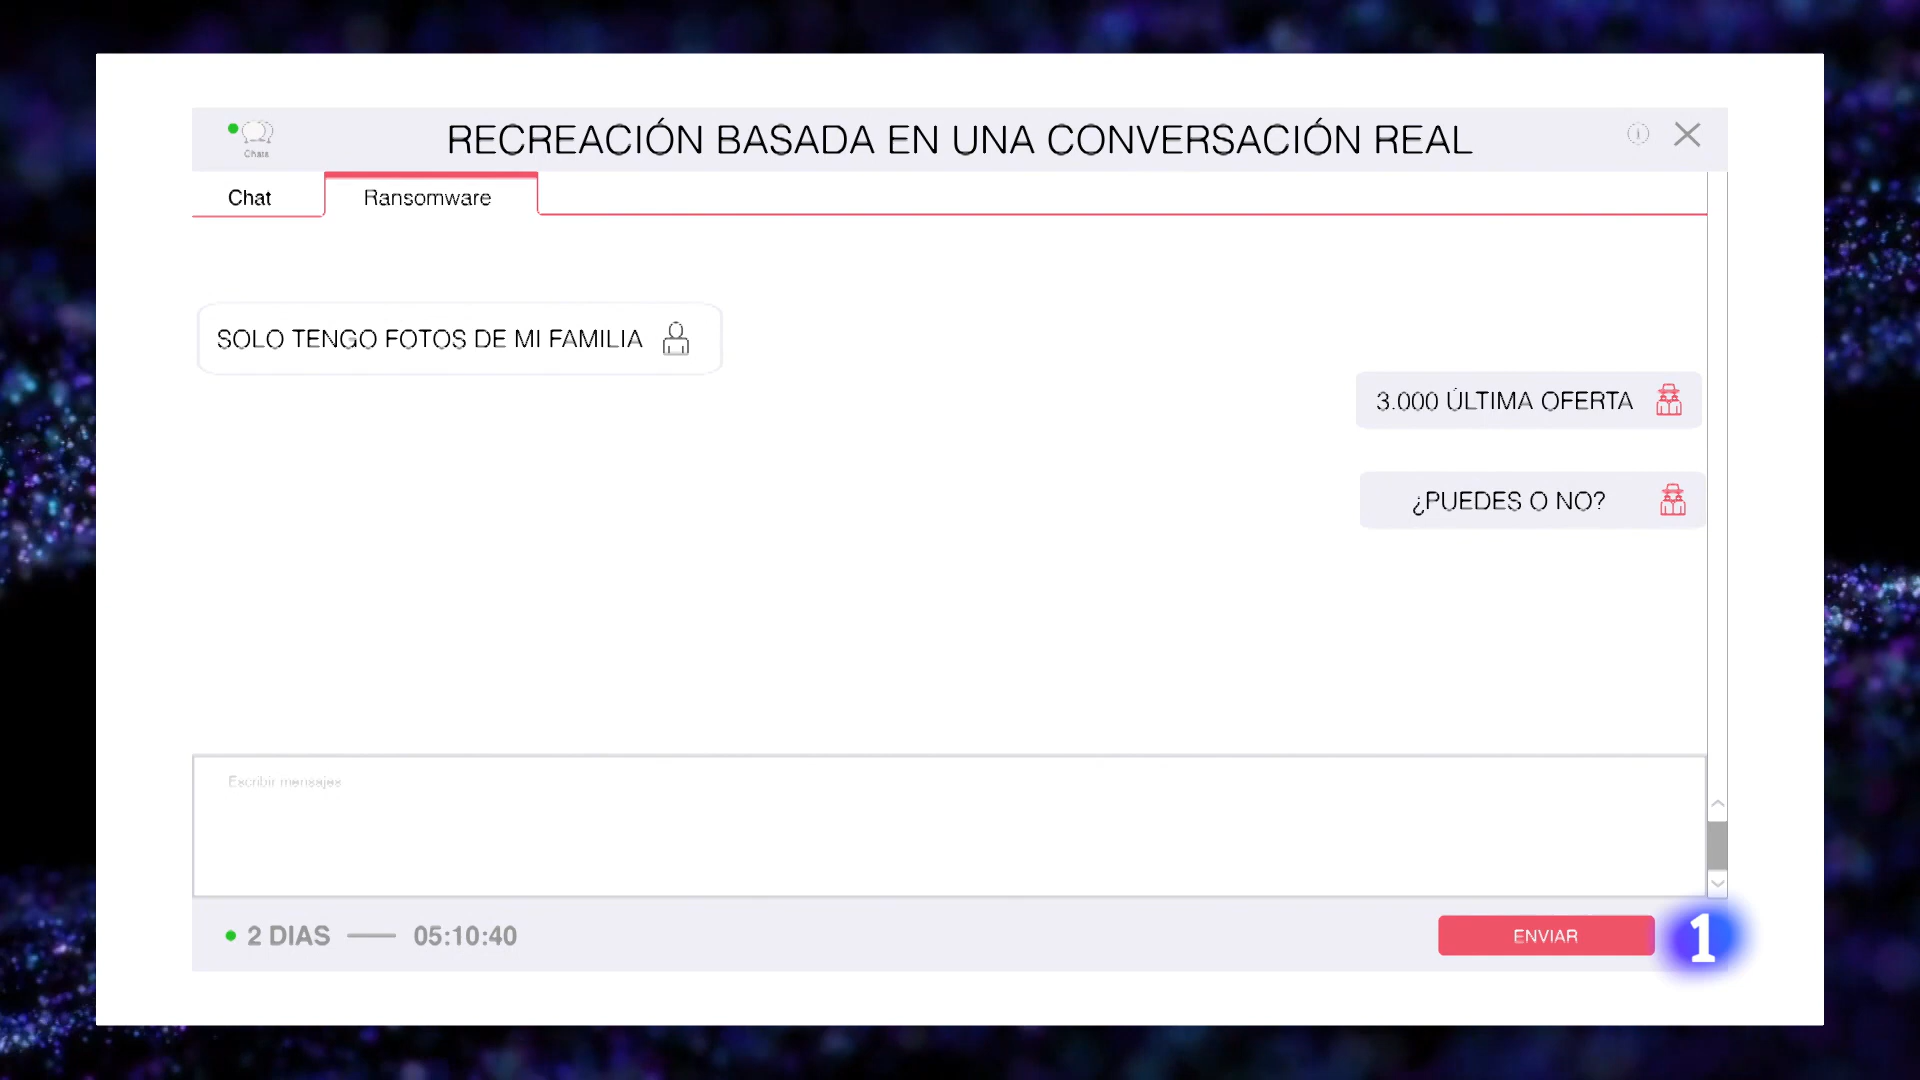 Chats
RECREACIÓN BASADA EN UNA CONVERSACIÓN REAL
Chat
Ransomware
SOLO TENGO FOTOS DE MI FAMILIA
3.000 ÚLTIMA OFERTA
¿PUEDES O NO?
Escribir mensajes
2 DIAS — 05:10:40
ENVIAR
1